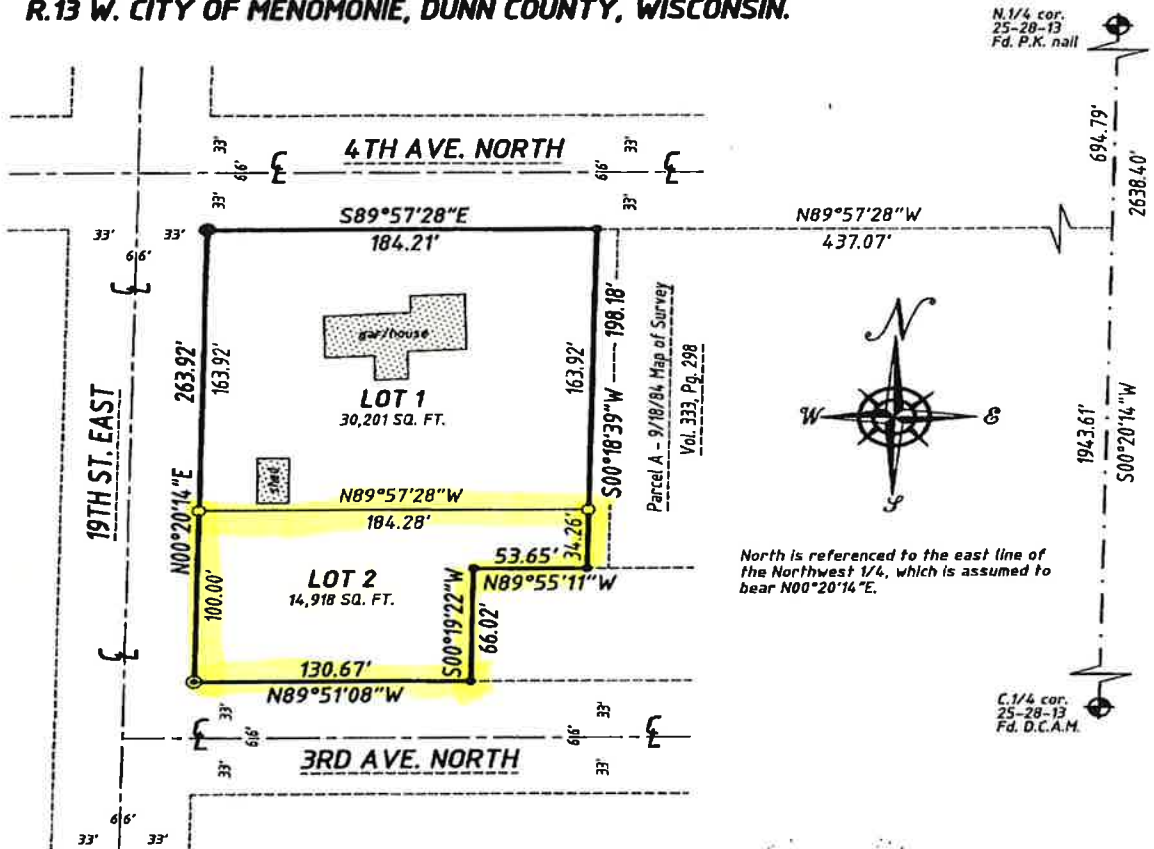 R.13 W. CITY OF MENOMONIE, DUNN COUNTY, WISCONSIN.
N.1/4 cor.
25-28-13
Fd. P.K. nail
694.79'
2638.40'
33'
66'
33'
4TH AVE. NORTH
33'
66'
33'
33'
33'
66'
S89°57'28"E
184.21'
N89°57'28"W
437.07'
gar/house
263.92'
163.92'
LOT 1
30,201 SQ. FT.
163.92'
S00°18'39"W
198.18'
Parcel A - 9/18/84 Map of Survey
Vol. 333, Pg. 298
N
W
E
S
1943.61'
S00°20'14"W
19TH ST. EAST
shed
N00°20'14"E
N89°57'28"W
184.28'
100.00'
LOT 2
14,918 SQ. FT.
53.65'
34.26'
N89°55'11"W
S00°19'22"W
66.02'
North is referenced to the east line of
the Northwest 1/4, which is assumed to
bear N00°20'14"E.
130.67'
N89°51'08"W
C.1/4 cor.
25-28-13
Fd. D.C.A.M.
33'
66'
33'
3RD AVE. NORTH
33'
66'
33'
66'
33'
33'